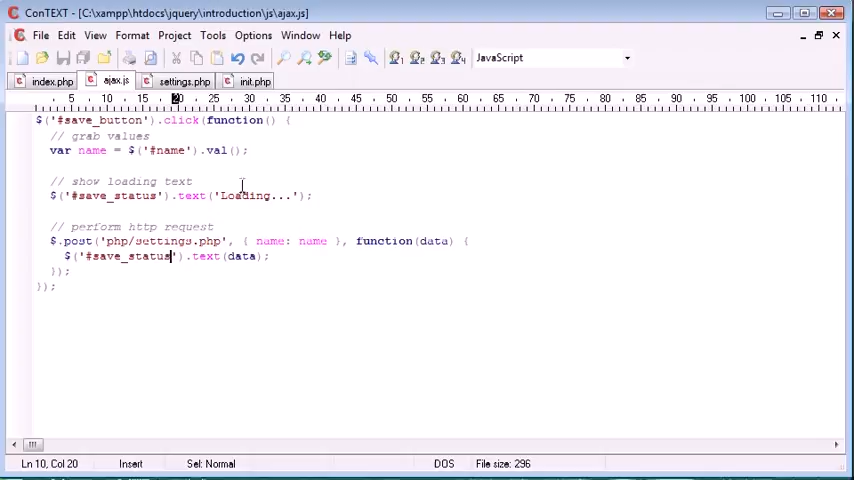 ConTEXT - [C:\xampp\htdocs\jquery\introduction\js\ajax.js]
File Edit View Format Project Tools Options Window Help
1 2 3 4 JavaScript
index.php ajax.js settings.php init.php
5 10 15 20 25 30 35 40 45 50 55 60 65 70 75 80 85 90 95 100 105 110
$('#save_button').click(function() {
// grab values
var name = $('#name').val();
// show loading text
$('#save_status').text('Loading...');
// perform http request
$.post('php/settings.php', { name: name }, function(data) {
$('#save_status').text(data);
});
});
Ln 10, Col 20 Insert Sel: Normal DOS File size: 296